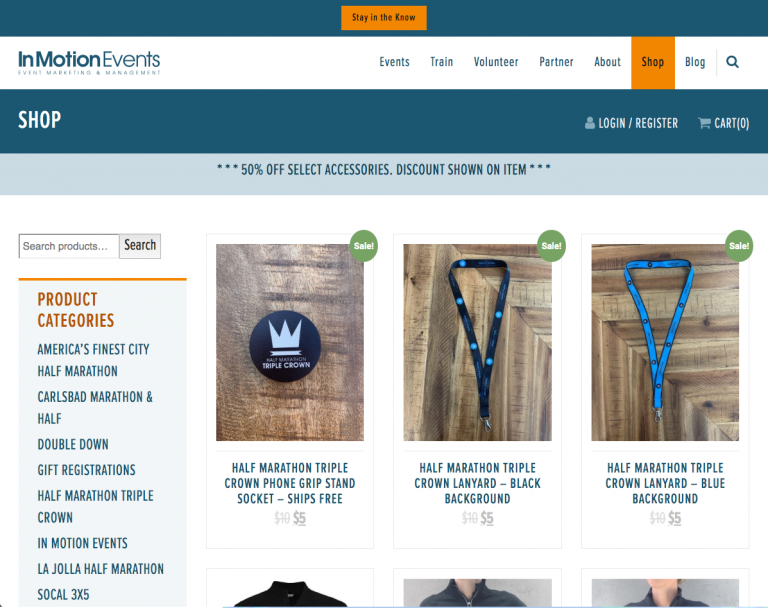 Stay in the Know
In Motion Events
EVENT MARKETING & MANAGEMENT
Events Train Volunteer Partner About Shop Blog
SHOP
LOGIN / REGISTER CART(0)
* * * 50% OFF SELECT ACCESSORIES. DISCOUNT SHOWN ON ITEM * * *
Search products... Search
PRODUCT
CATEGORIES
AMERICA'S FINEST CITY
HALF MARATHON
CARLSBAD MARATHON &
HALF
DOUBLE DOWN
GIFT REGISTRATIONS
HALF MARATHON TRIPLE
CROWN
IN MOTION EVENTS
LA JOLLA HALF MARATHON
SOCAL 3X5
Sale!
HALF MARATHON
TRIPLE CROWN
HALF MARATHON TRIPLE
CROWN PHONE GRIP STAND
SOCKET – SHIPS FREE
$10 $5
Sale!
HALF MARATHON TRIPLE
CROWN LANYARD – BLACK
BACKGROUND
$10 $5
Sale!
HALF MARATHON TRIPLE
CROWN LANYARD – BLUE
BACKGROUND
$10 $5